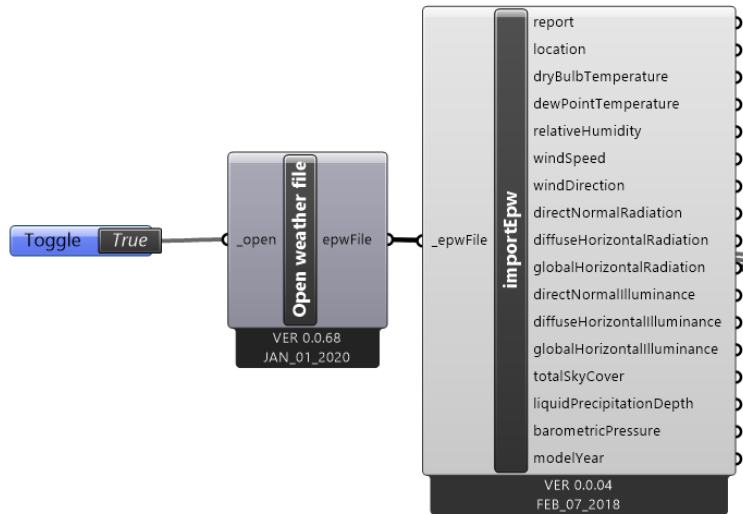 Toggle True
_open
Open weather file
epwFile
VER 0.0.68
JAN_01_2020
_epwFile
importEpw
report
location
dryBulbTemperature
dewPointTemperature
relativeHumidity
windSpeed
windDirection
directNormalRadiation
diffuseHorizontalRadiation
globalHorizontalRadiation
directNormalIlluminance
diffuseHorizontalIlluminance
globalHorizontalIlluminance
totalSkyCover
liquidPrecipitationDepth
barometricPressure
modelYear
VER 0.0.04
FEB_07_2018